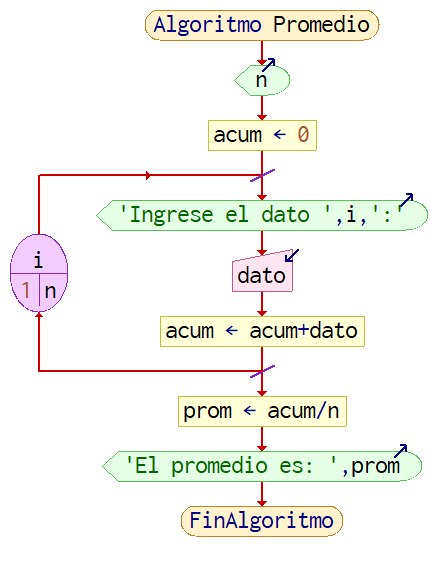 Algoritmo Promedio
n
acum ← 0
'Ingrese el dato ',i,':'
i
1 n
dato
acum ← acum+dato
prom ← acum/n
'El promedio es: ',prom
FinAlgoritmo